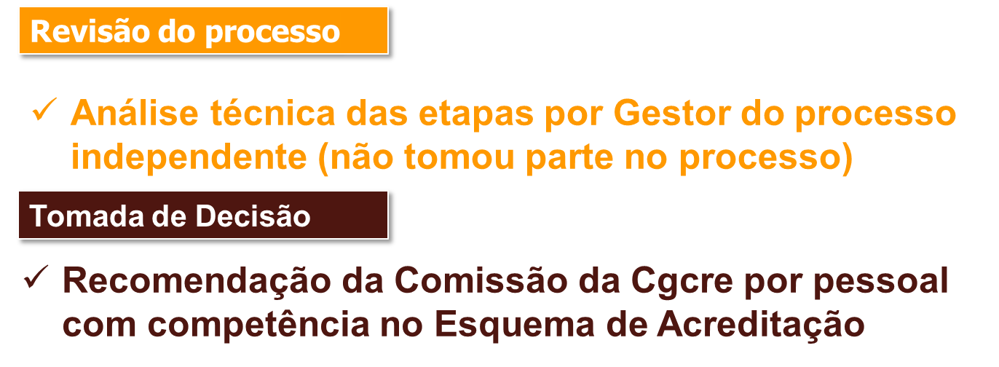 Revisão do processo
✓ Análise técnica das etapas por Gestor do processo
independente (não tomou parte no processo)
Tomada de Decisão
✓ Recomendação da Comissão da Cgcre por pessoal
com competência no Esquema de Acreditação